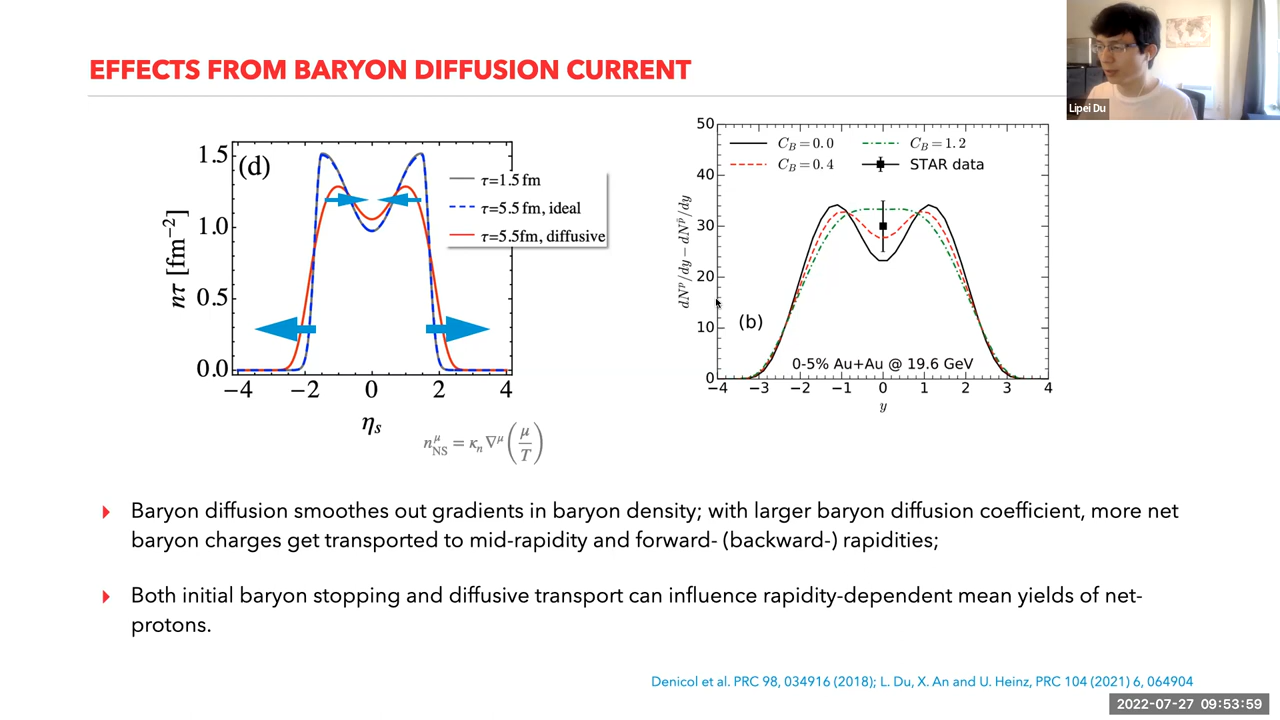 EFFECTS FROM BARYON DIFFUSION CURRENT
Lipei Du
(d)
1.5
1.0
0.5
0.0
nτ [fm⁻²]
−4 −2 0 2 4
ηₛ
τ=1.5 fm
τ=5.5 fm, ideal
τ=5.5fm, diffusive
n^μ_NS = κₙ ∇^μ (μ/T)
50
40
30
20
10
0
dNᵖ/dy − dN^p̄/dy
C_B = 0.0
C_B = 0.4
C_B = 1.2
STAR data
(b)
0-5% Au+Au @ 19.6 GeV
−4 −3 −2 −1 0 1 2 3 4
y
Baryon diffusion smoothes out gradients in baryon density; with larger baryon diffusion coefficient, more net
baryon charges get transported to mid-rapidity and forward- (backward-) rapidities;
Both initial baryon stopping and diffusive transport can influence rapidity-dependent mean yields of net-
protons.
Denicol et al. PRC 98, 034916 (2018); L. Du, X. An and U. Heinz, PRC 104 (2021) 6, 064904
2022-07-27 09:53:59